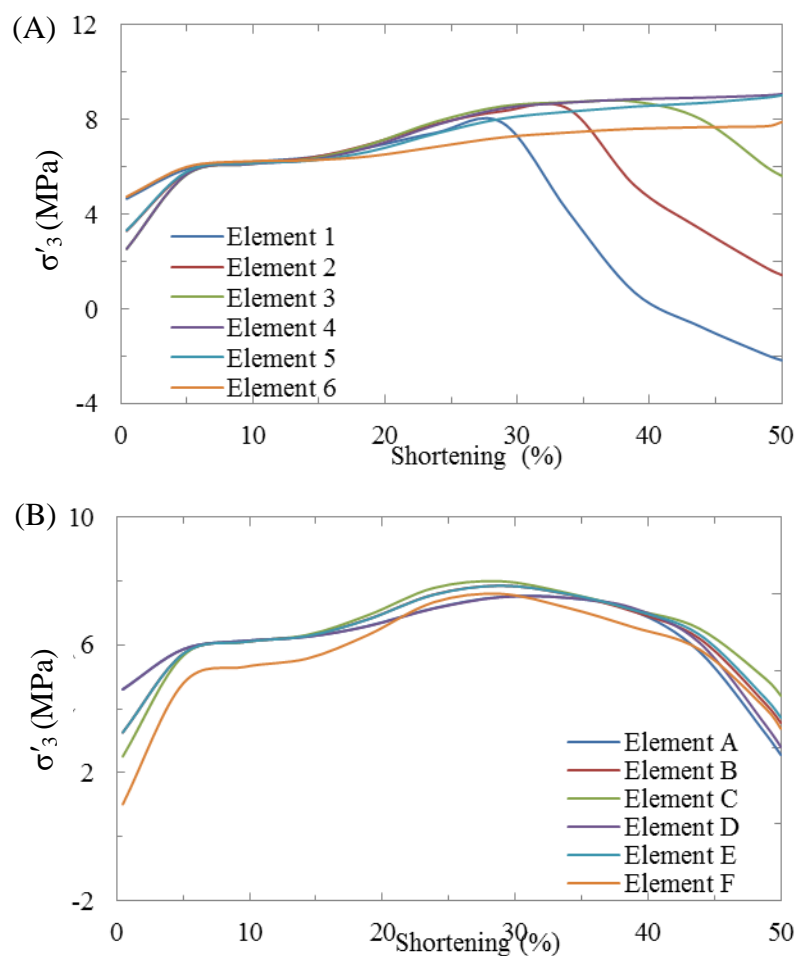 (A)
12
8
4
0
-4
σ′3 (MPa)
Element 1
Element 2
Element 3
Element 4
Element 5
Element 6
0 10 20 30 40 50
Shortening (%)
(B)
10
6
2
-2
σ′3 (MPa)
Element A
Element B
Element C
Element D
Element E
Element F
0 10 20 30 40 50
Shortening (%)